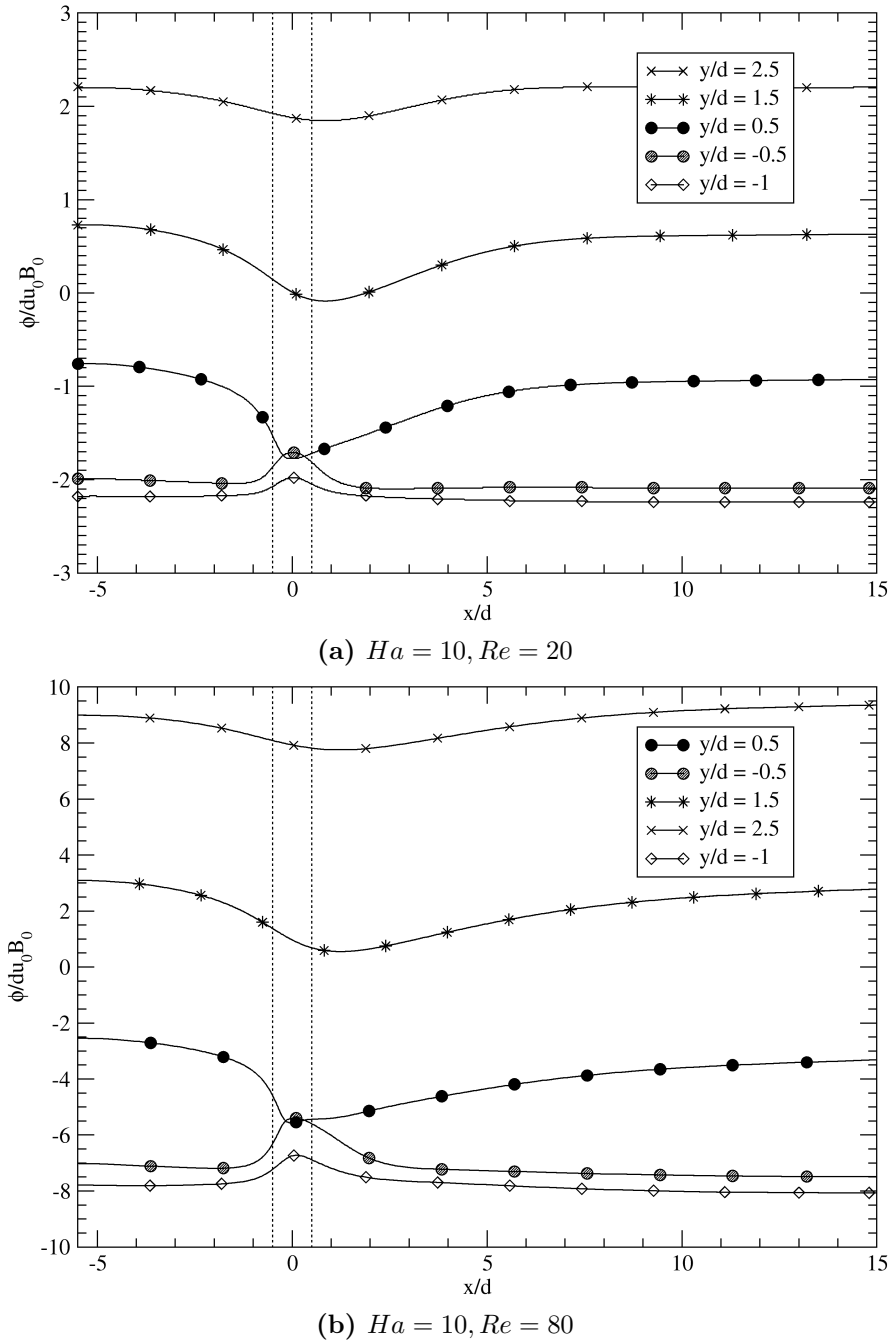 3
2
1
0
-1
-2
-3
ϕ/du₀B₀
y/d = 2.5
y/d = 1.5
y/d = 0.5
y/d = -0.5
y/d = -1
-5 0 5 10 15
x/d
(a) Ha = 10, Re = 20
10
8
6
4
2
0
-2
-4
-6
-8
-10
ϕ/du₀B₀
y/d = 0.5
y/d = -0.5
y/d = 1.5
y/d = 2.5
y/d = -1
-5 0 5 10 15
x/d
(b) Ha = 10, Re = 80